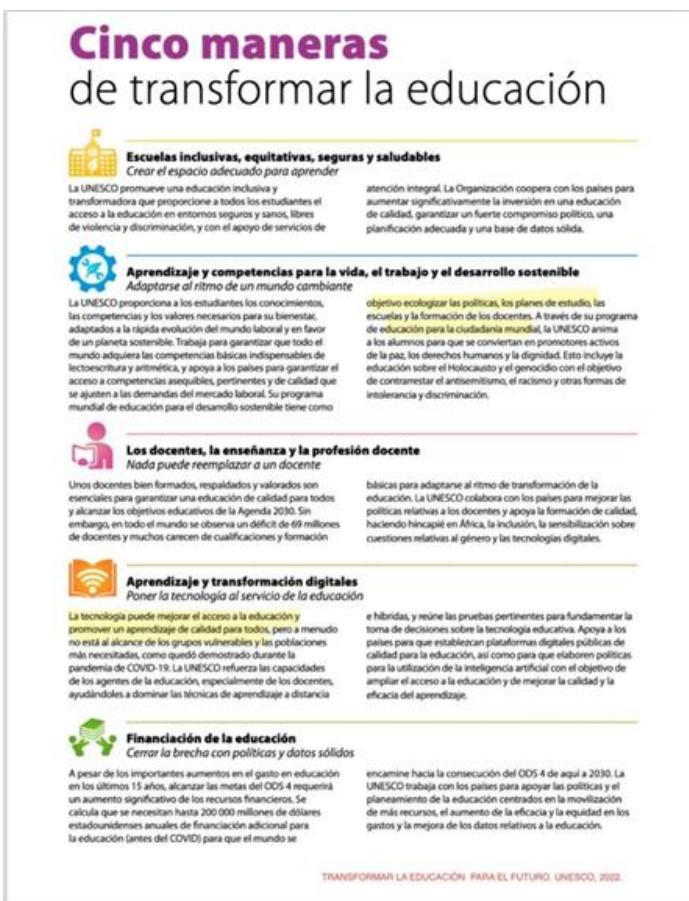 Cinco maneras
de transformar la educación
Escuelas inclusivas, equitativas, seguras y saludables
Crear el espacio adecuado para aprender
La UNESCO promueve una educación inclusiva y
transformadora que proporcione a todos los estudiantes el
acceso a la educación en entornos seguros y sanos, libres
de violencia y discriminación, y con el apoyo de servicios de
atención integral. La Organización coopera con los países para
aumentar significativamente la inversión en una educación
de calidad, garantizar un fuerte compromiso político, una
planificación adecuada y una base de datos sólida.
Aprendizaje y competencias para la vida, el trabajo y el desarrollo sostenible
Adaptarse al ritmo de un mundo cambiante
La UNESCO proporciona a los estudiantes los conocimientos,
las competencias y los valores necesarios para su bienestar,
adaptados a la rápida evolución del mundo laboral y en favor
de un planeta sostenible. Trabaja para garantizar que todo el
mundo adquiera las competencias básicas indispensables de
lectoescritura y aritmética, y apoya a los países para garantizar el
acceso a competencias asequibles, pertinentes y de calidad que
se ajusten a las demandas del mercado laboral. Su programa
mundial de educación para el desarrollo sostenible tiene como
objetivo ecologizar las políticas, los planes de estudio, las
escuelas y la formación de los docentes. A través de su programa
de educación para la ciudadanía mundial, la UNESCO anima
a los alumnos para que se conviertan en promotores activos
de la paz, los derechos humanos y la dignidad. Esto incluye la
educación sobre el Holocausto y el genocidio con el objetivo
de contrarrestar el antisemitismo, el racismo y otras formas de
intolerancia y discriminación.
Los docentes, la enseñanza y la profesión docente
Nada puede reemplazar a un docente
Unos docentes bien formados, respaldados y valorados son
esenciales para garantizar una educación de calidad para todos
y alcanzar los objetivos educativos de la Agenda 2030. Sin
embargo, en todo el mundo se observa un déficit de 69 millones
de docentes y muchos carecen de cualificaciones y formación
básicas para adaptarse al ritmo de transformación de la
educación. La UNESCO colabora con los países para mejorar las
políticas relativas a los docentes y apoya la formación de calidad,
haciendo hincapié en África, la inclusión, la sensibilización sobre
cuestiones relativas al género y las tecnologías digitales.
Aprendizaje y transformación digitales
Poner la tecnología al servicio de la educación
La tecnología puede mejorar el acceso a la educación y
promover un aprendizaje de calidad para todos, pero a menudo
no está al alcance de los grupos vulnerables y las poblaciones
más necesitadas, como quedó demostrado durante la
pandemia de COVID-19. La UNESCO refuerza las capacidades
de los agentes de la educación, especialmente de los docentes,
ayudándoles a dominar las técnicas de aprendizaje a distancia
e híbridas, y reúne las pruebas pertinentes para fundamentar la
toma de decisiones sobre la tecnología educativa. Apoya a los
países para que establezcan plataformas digitales públicas de
calidad para la educación, así como para que elaboren políticas
para la utilización de la inteligencia artificial con el objetivo de
ampliar el acceso a la educación y de mejorar la calidad y la
eficacia del aprendizaje.
Financiación de la educación
Cerrar la brecha con políticas y datos sólidos
A pesar de los importantes aumentos en el gasto en educación
en los últimos 15 años, alcanzar las metas del ODS 4 requerirá
un aumento significativo de los recursos financieros. Se
calcula que se necesitan hasta 200 000 millones de dólares
estadounidenses anuales de financiación adicional para
la educación (antes del COVID) para que el mundo se
encamine hacia la consecución del ODS 4 de aquí a 2030. La
UNESCO trabaja con los países para apoyar las políticas y el
planeamiento de la educación centrados en la movilización
de más recursos, el aumento de la eficacia y la equidad en los
gastos y la mejora de los datos relativos a la educación.
TRANSFORMAR LA EDUCACIÓN PARA EL FUTURO. UNESCO, 2022.